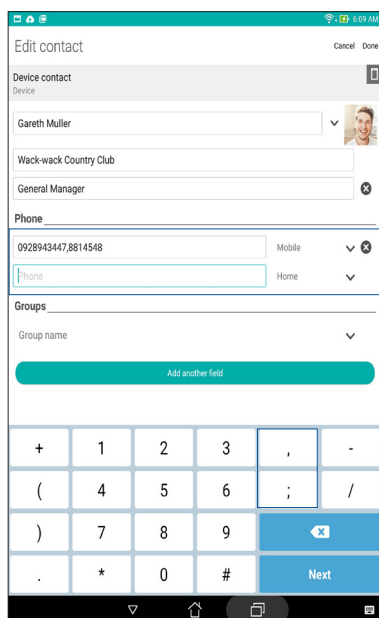 6:09 AM
Edit contact Cancel Done
Device contact
Device
Gareth Muller
Wack-wack Country Club
General Manager
Phone
0928943447,8814548 Mobile
Phone Home
Groups
Group name
Add another field
+ 1 2 3 , -
( 4 5 6 ; /
) 7 8 9
. * 0 # Next